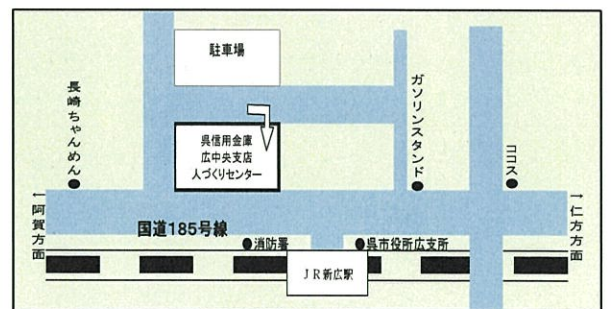 駐車場
長崎ちゃんめん
ガソリンスタンド
ココス
呉信用金庫
広中央支店
人づくりセンター
←阿賀方面
→仁方方面
国道185号線
消防署
呉市役所広支所
JR新広駅